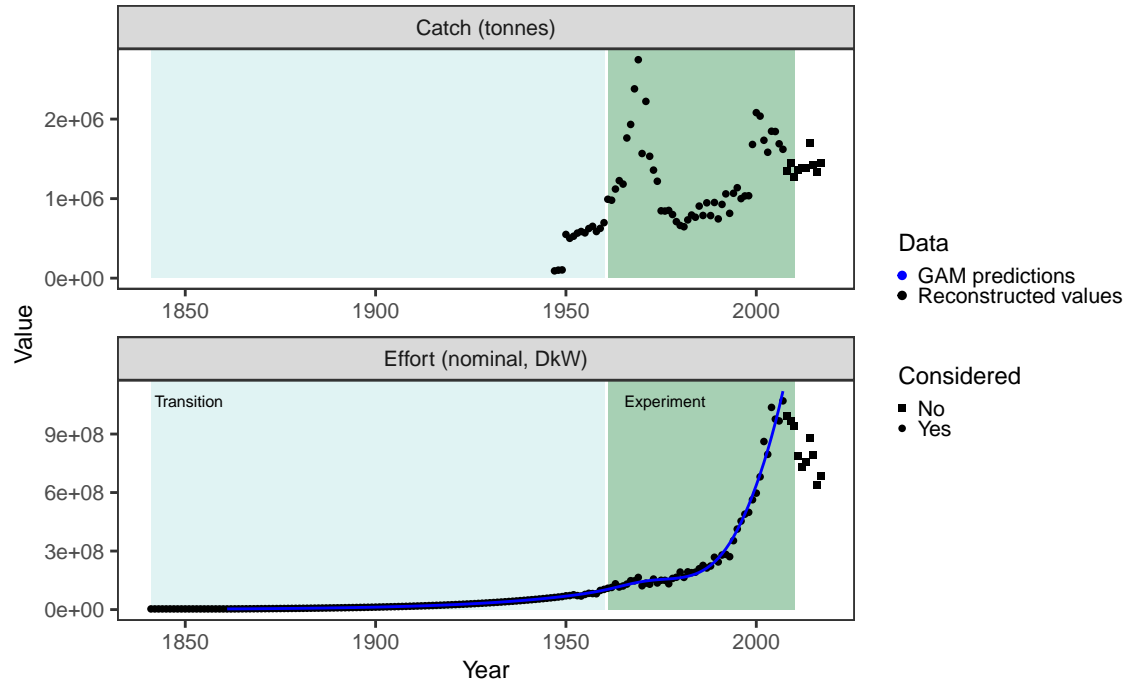 Catch (tonnes)
2e+06
1e+06
0e+00
1850
1900
1950
2000
Value
Effort (nominal, DkW)
Transition
Experiment
9e+08
6e+08
3e+08
0e+00
1850
1900
1950
2000
Year
Data
GAM predictions
Reconstructed values
Considered
No
Yes